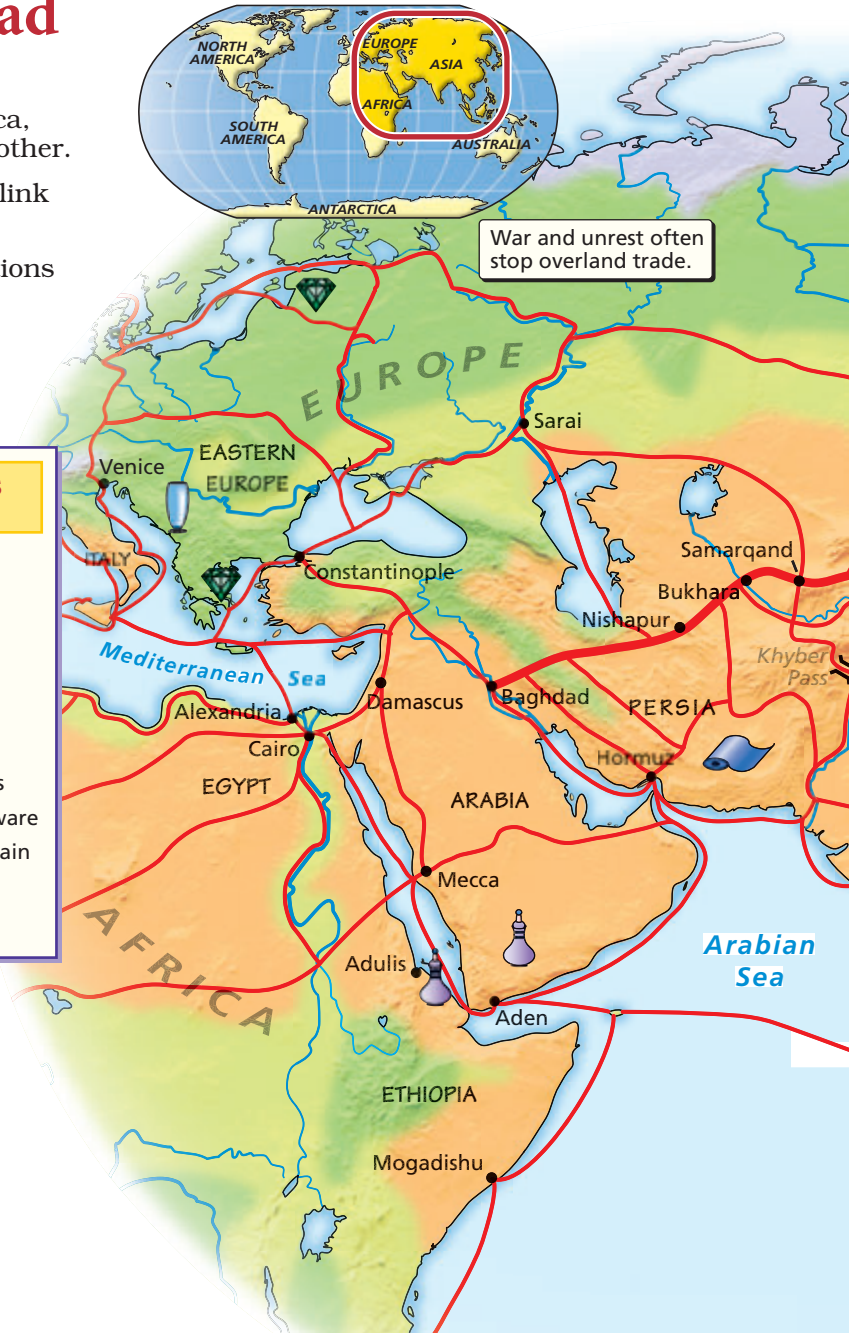 ad
ca,
other.
link
ions
NORTH
AMERICA
EUROPE
ASIA
AFRICA
SOUTH
AMERICA
AUSTRALIA
ANTARCTICA
War and unrest often
stop overland trade.
EUROPE
Sarai
Venice
EASTERN
EUROPE
s
ITALY
Constantinople
Samarqand
Bukhara
Nishapur
Khyber
Pass
Mediterranean Sea
Damascus
Baghdad
PERSIA
Alexandria
Cairo
Hormuz
EGYPT
ARABIA
s
ware
ain
Mecca
AFRICA
Adulis
Arabian
Sea
Aden
ETHIOPIA
Mogadishu